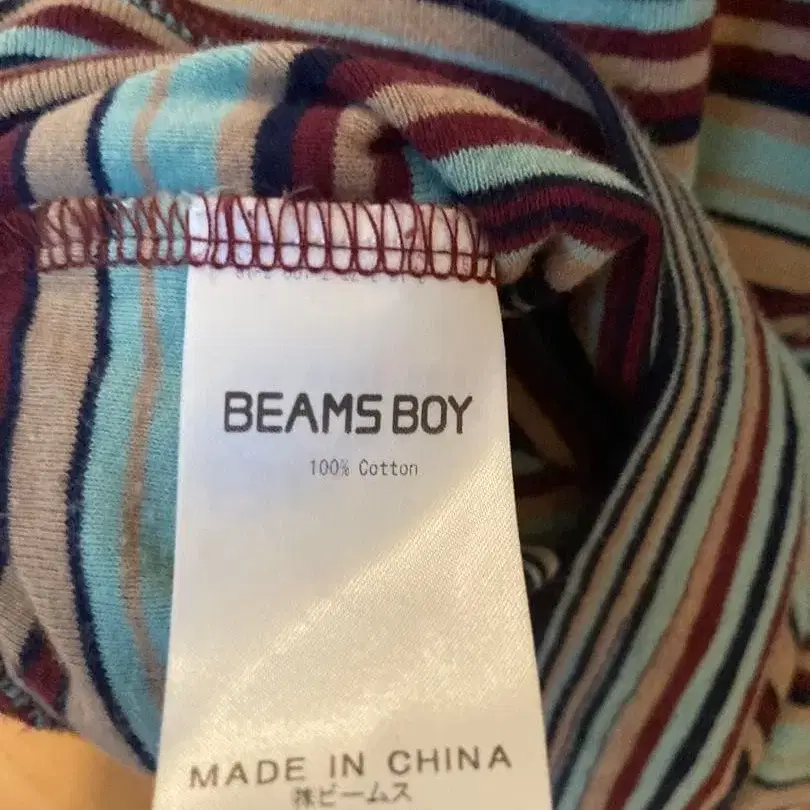 BEAMS BOY
100% Cotton
MADE IN CHINA
㈱ビームス